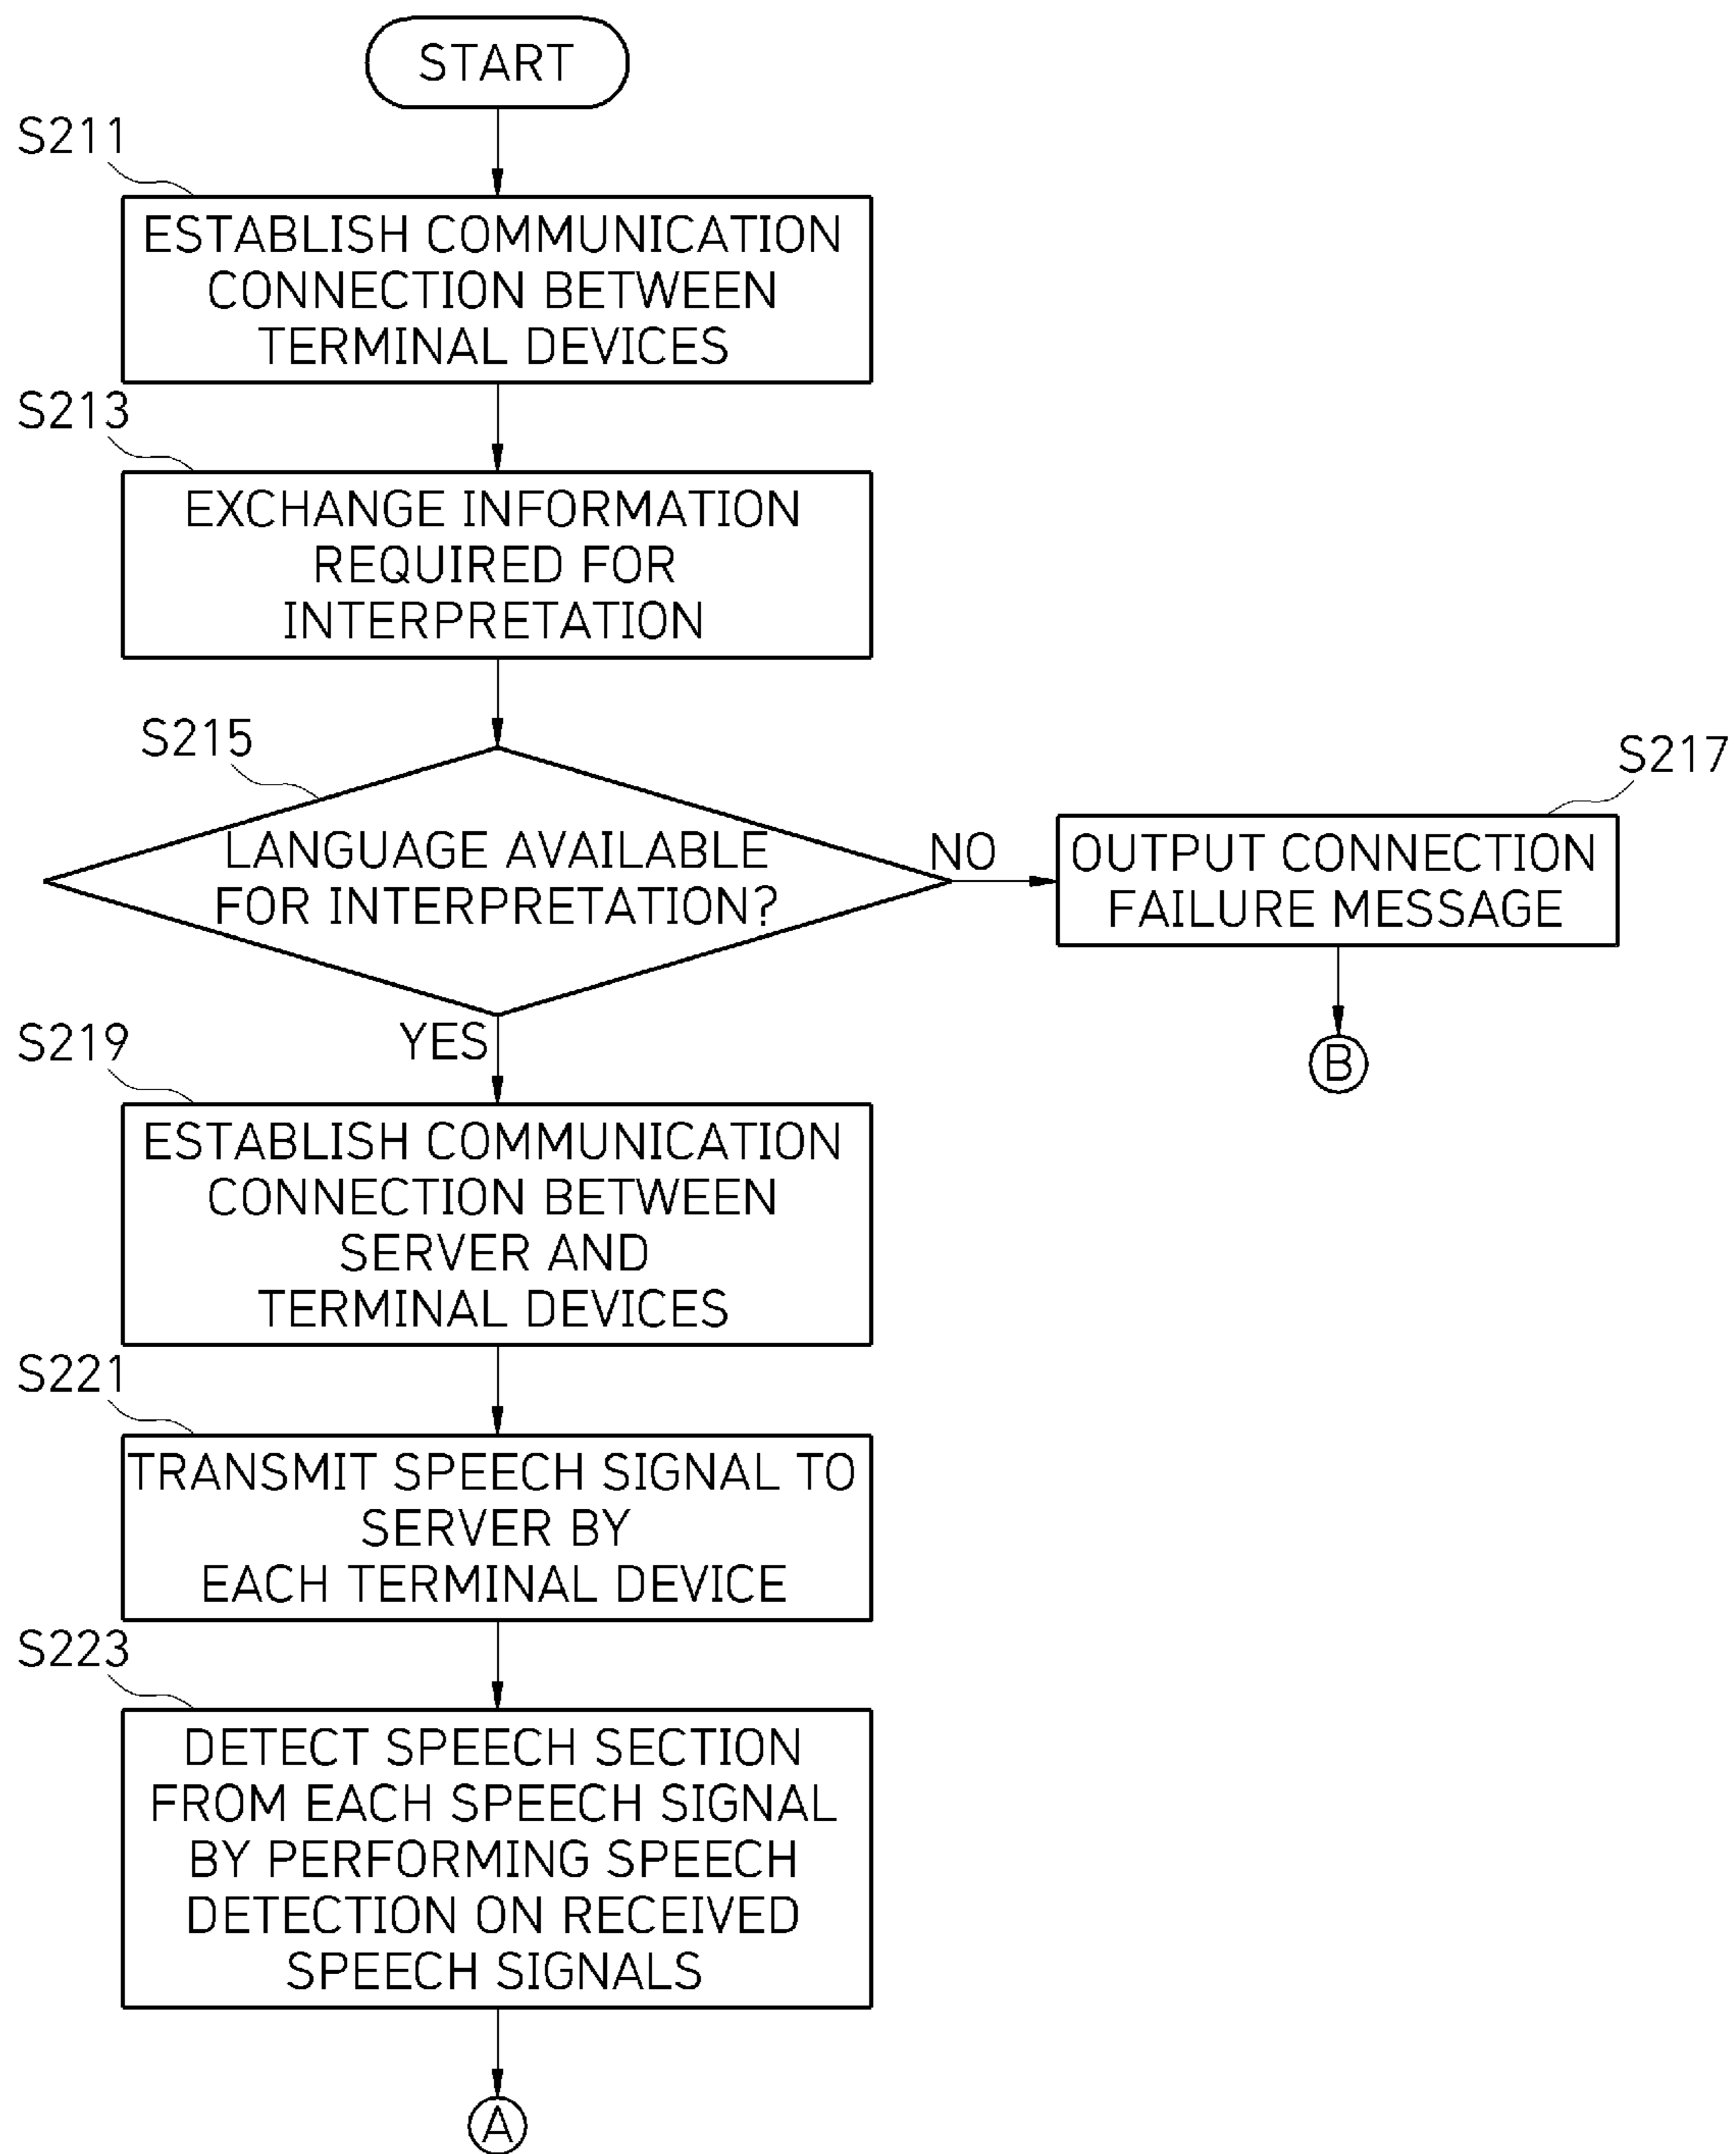 START
S211
ESTABLISH COMMUNICATION
CONNECTION BETWEEN
TERMINAL DEVICES
S213
EXCHANGE INFORMATION
REQUIRED FOR
INTERPRETATION
S215
LANGUAGE AVAILABLE
FOR INTERPRETATION?
NO
S217
OUTPUT CONNECTION
FAILURE MESSAGE
B
YES
S219
ESTABLISH COMMUNICATION
CONNECTION BETWEEN
SERVER AND
TERMINAL DEVICES
S221
TRANSMIT SPEECH SIGNAL TO
SERVER BY
EACH TERMINAL DEVICE
S223
DETECT SPEECH SECTION
FROM EACH SPEECH SIGNAL
BY PERFORMING SPEECH
DETECTION ON RECEIVED
SPEECH SIGNALS
A